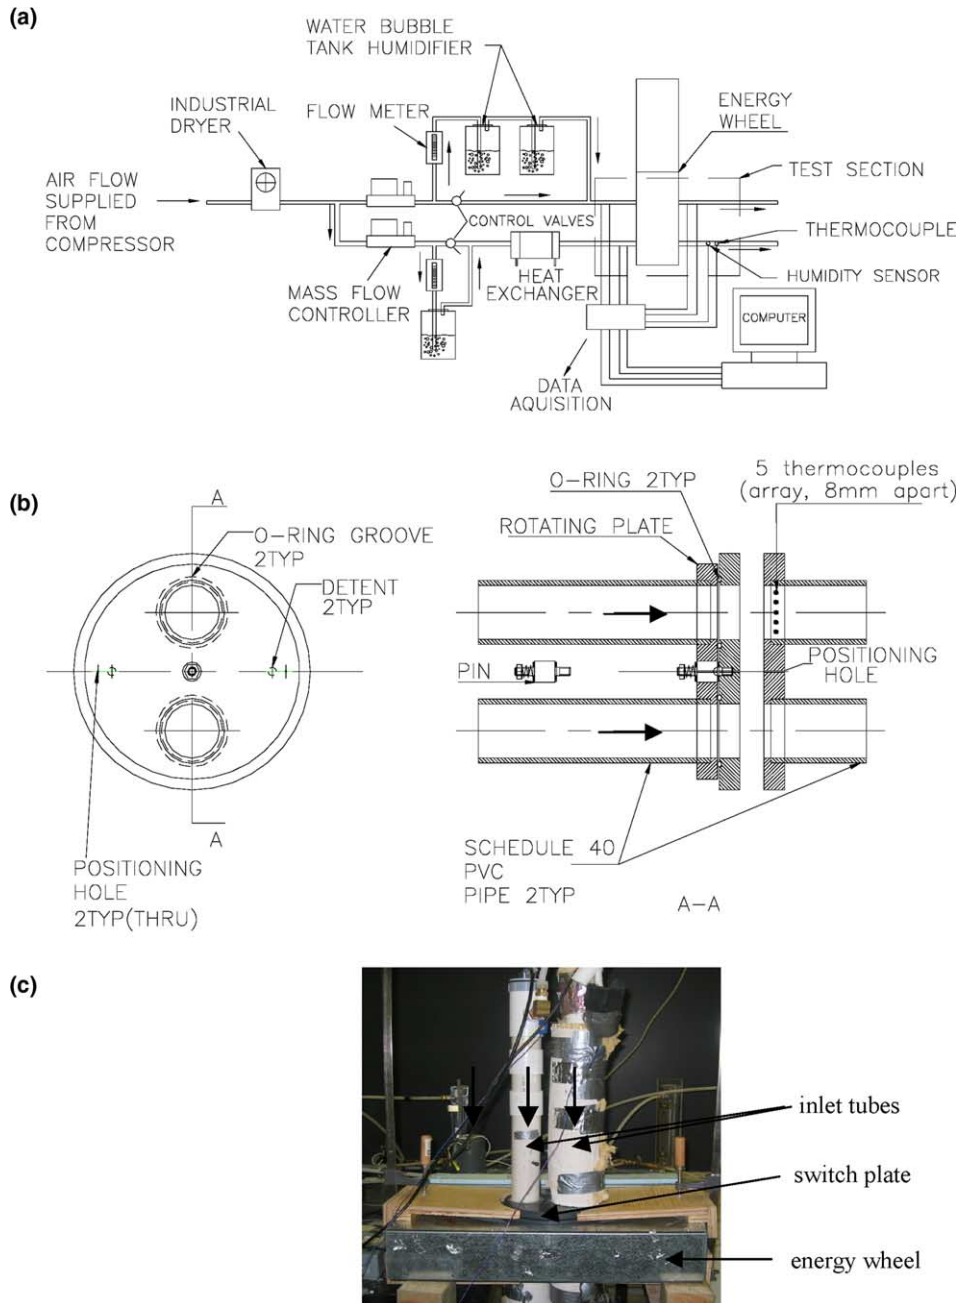 (a)
WATER BUBBLE
TANK HUMIDIFIER
INDUSTRIAL
DRYER
FLOW METER
ENERGY
WHEEL
TEST SECTION
AIR FLOW
SUPPLIED
FROM
COMPRESSOR
CONTROL VALVES
THERMOCOUPLE
MASS FLOW
CONTROLLER
HEAT
EXCHANGER
HUMIDITY SENSOR
COMPUTER
DATA
AQUISITION
(b)
A
O-RING GROOVE
2TYP
DETENT
2TYP
A
POSITIONING
HOLE
2TYP(THRU)
O-RING 2TYP
5 thermocouples
(array, 8mm apart)
ROTATING PLATE
PIN
POSITIONING
HOLE
SCHEDULE 40
PVC
PIPE 2TYP
A-A
(c)
inlet tubes
switch plate
energy wheel